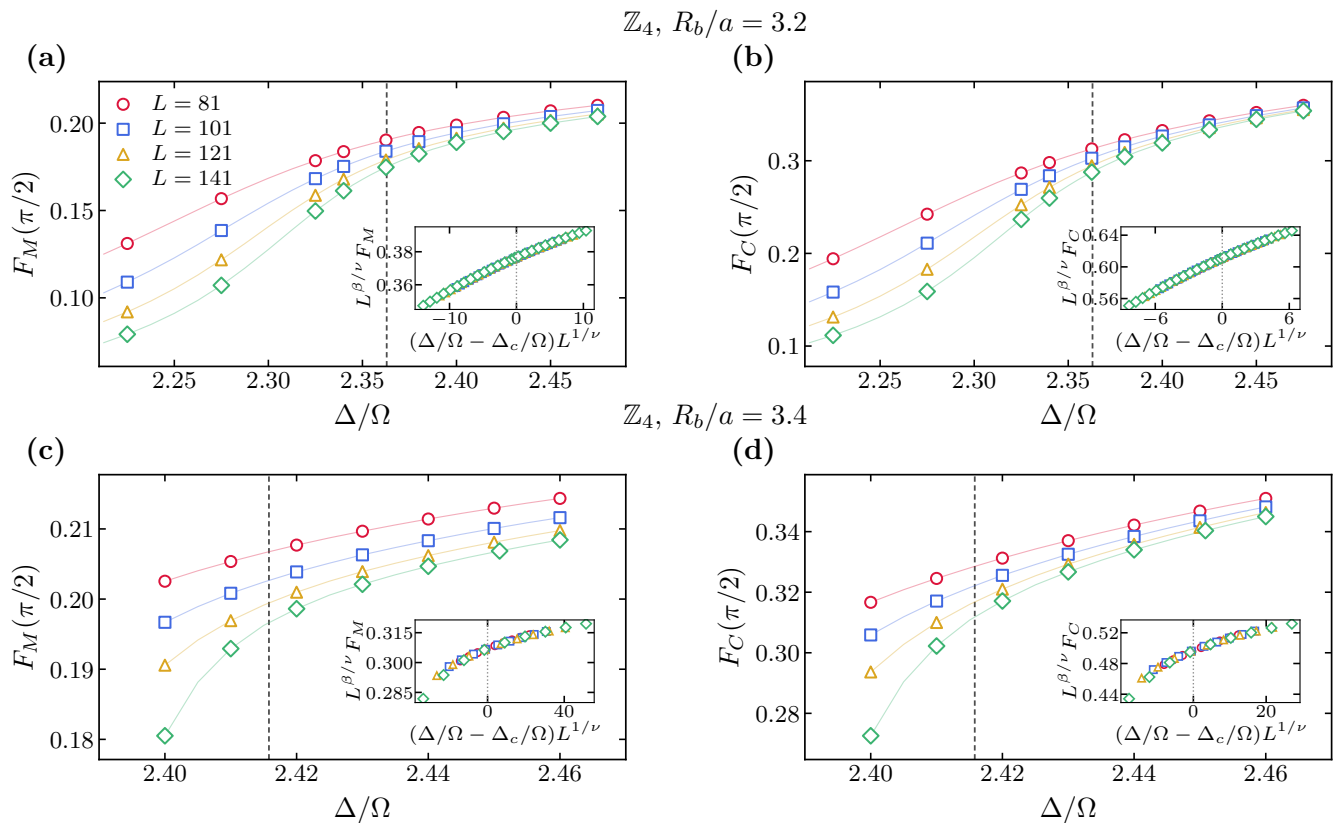 ℤ₄, R_b/a = 3.2
(a)
F_M(π/2)
0.20
0.15
0.10
L = 81
L = 101
L = 121
L = 141
L^{β/ν} F_M
0.38
0.36
−10
0
10
(Δ/Ω − Δ_c/Ω)L^{1/ν}
2.25
2.30
2.35
2.40
2.45
Δ/Ω
(b)
F_C(π/2)
0.3
0.2
0.1
L^{β/ν} F_C
0.64
0.60
0.56
−6
0
6
(Δ/Ω − Δ_c/Ω)L^{1/ν}
2.25
2.30
2.35
2.40
2.45
Δ/Ω
ℤ₄, R_b/a = 3.4
(c)
F_M(π/2)
0.21
0.20
0.19
0.18
L^{β/ν} F_M
0.315
0.300
0.285
0
40
(Δ/Ω − Δ_c/Ω)L^{1/ν}
2.40
2.42
2.44
2.46
Δ/Ω
(d)
F_C(π/2)
0.34
0.32
0.30
0.28
L^{β/ν} F_C
0.52
0.48
0.44
0
20
(Δ/Ω − Δ_c/Ω)L^{1/ν}
2.40
2.42
2.44
2.46
Δ/Ω